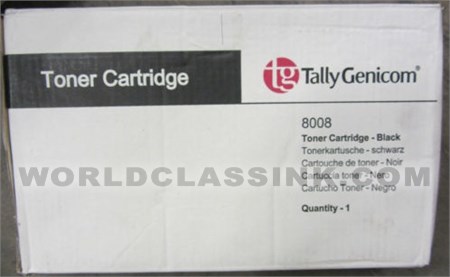 Toner Cartridge
tg TallyGenicom®
8008
Toner Cartridge - Black
Tonerkartusche - schwarz
Cartouche de toner - Noir
Cartuccia toner - Nero
Cartucho Toner - Negro
Quantity - 1
WORLDCLASSINK.COM